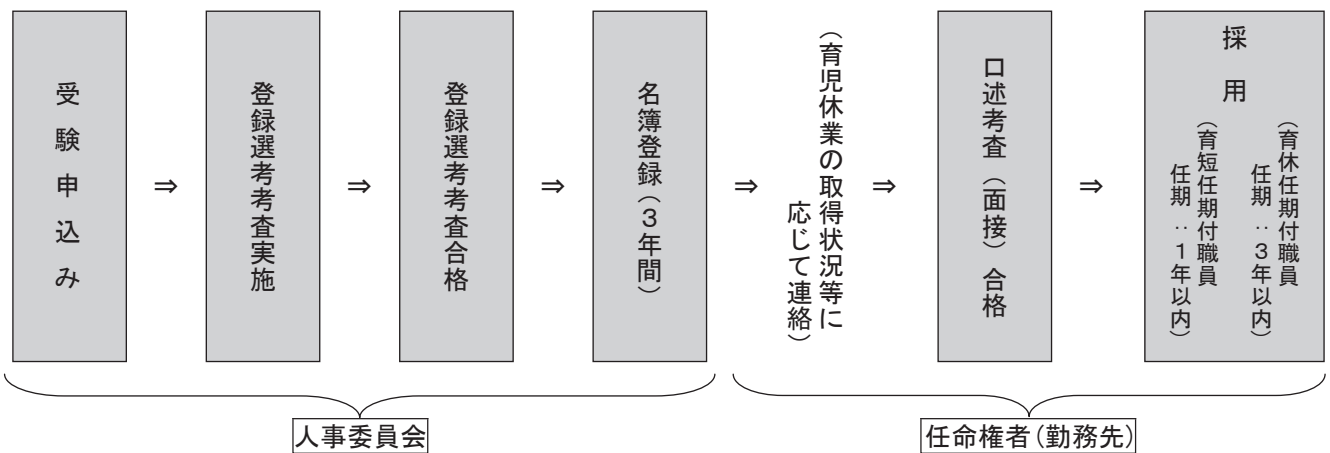 受験申込み
⇒
登録選考考査実施
⇒
登録選考考査合格
⇒
名簿登録（３年間）
⇒
（育児休業の取得状況等に
応じて連絡）
⇒
口述考査（面接）合格
⇒
採用
（育休任期付職員
任期：３年以内）
（育短任期付職員
任期：１年以内）
人事委員会
任命権者（勤務先）